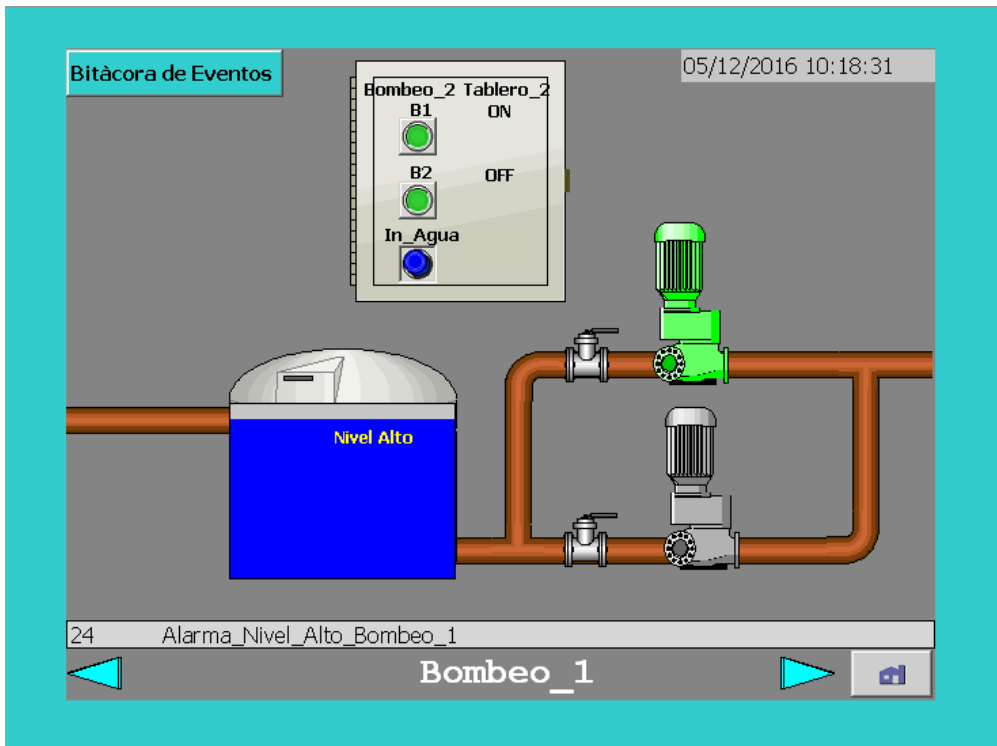 Bitàcora de Eventos
05/12/2016 10:18:31
Bombeo_2 Tablero_2
B1 ON
B2 OFF
In_Agua
Nivel Alto
24 Alarma_Nivel_Alto_Bombeo_1
Bombeo_1